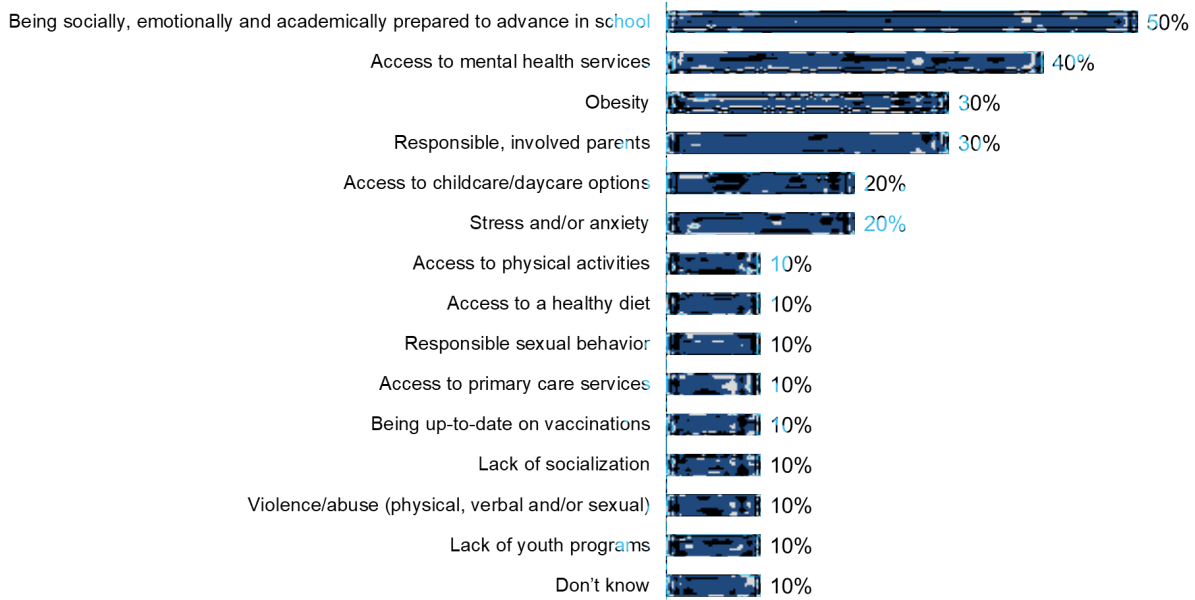 Being socially, emotionally and academically prepared to advance in school 50%
Access to mental health services 40%
Obesity 30%
Responsible, involved parents 30%
Access to childcare/daycare options 20%
Stress and/or anxiety 20%
Access to physical activities 10%
Access to a healthy diet 10%
Responsible sexual behavior 10%
Access to primary care services 10%
Being up-to-date on vaccinations 10%
Lack of socialization 10%
Violence/abuse (physical, verbal and/or sexual) 10%
Lack of youth programs 10%
Don’t know 10%